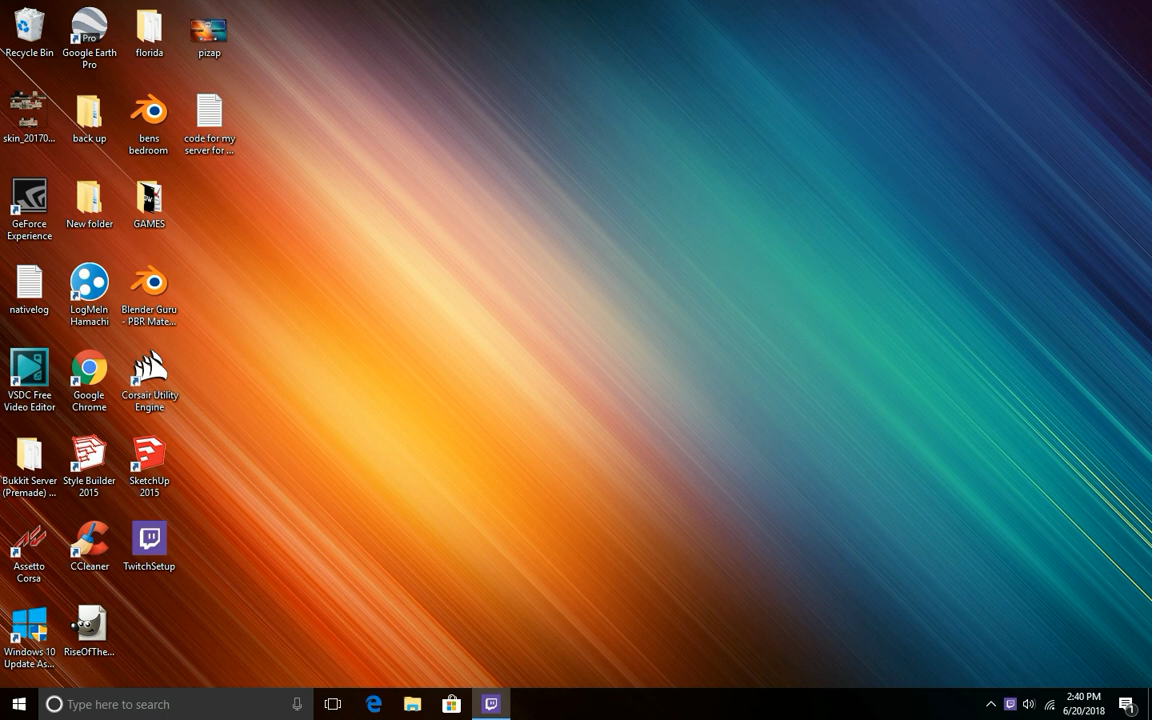 Recycle Bin
Google Earth
Pro
florida
pizap
skin_20170...
back up
bens
bedroom
code for my
server for ...
GeForce
Experience
New folder
GAMES
nativelog
LogMeIn
Hamachi
Blender Guru
- PBR Mate...
VSDC Free
Video Editor
Google
Chrome
Corsair Utility
Engine
Bukkit Server
(Premade) ...
Style Builder
2015
SketchUp
2015
Assetto
Corsa
CCleaner
TwitchSetup
Windows 10
Update As...
RiseOfThe...
Type here to search
2:40 PM
6/20/2018
1